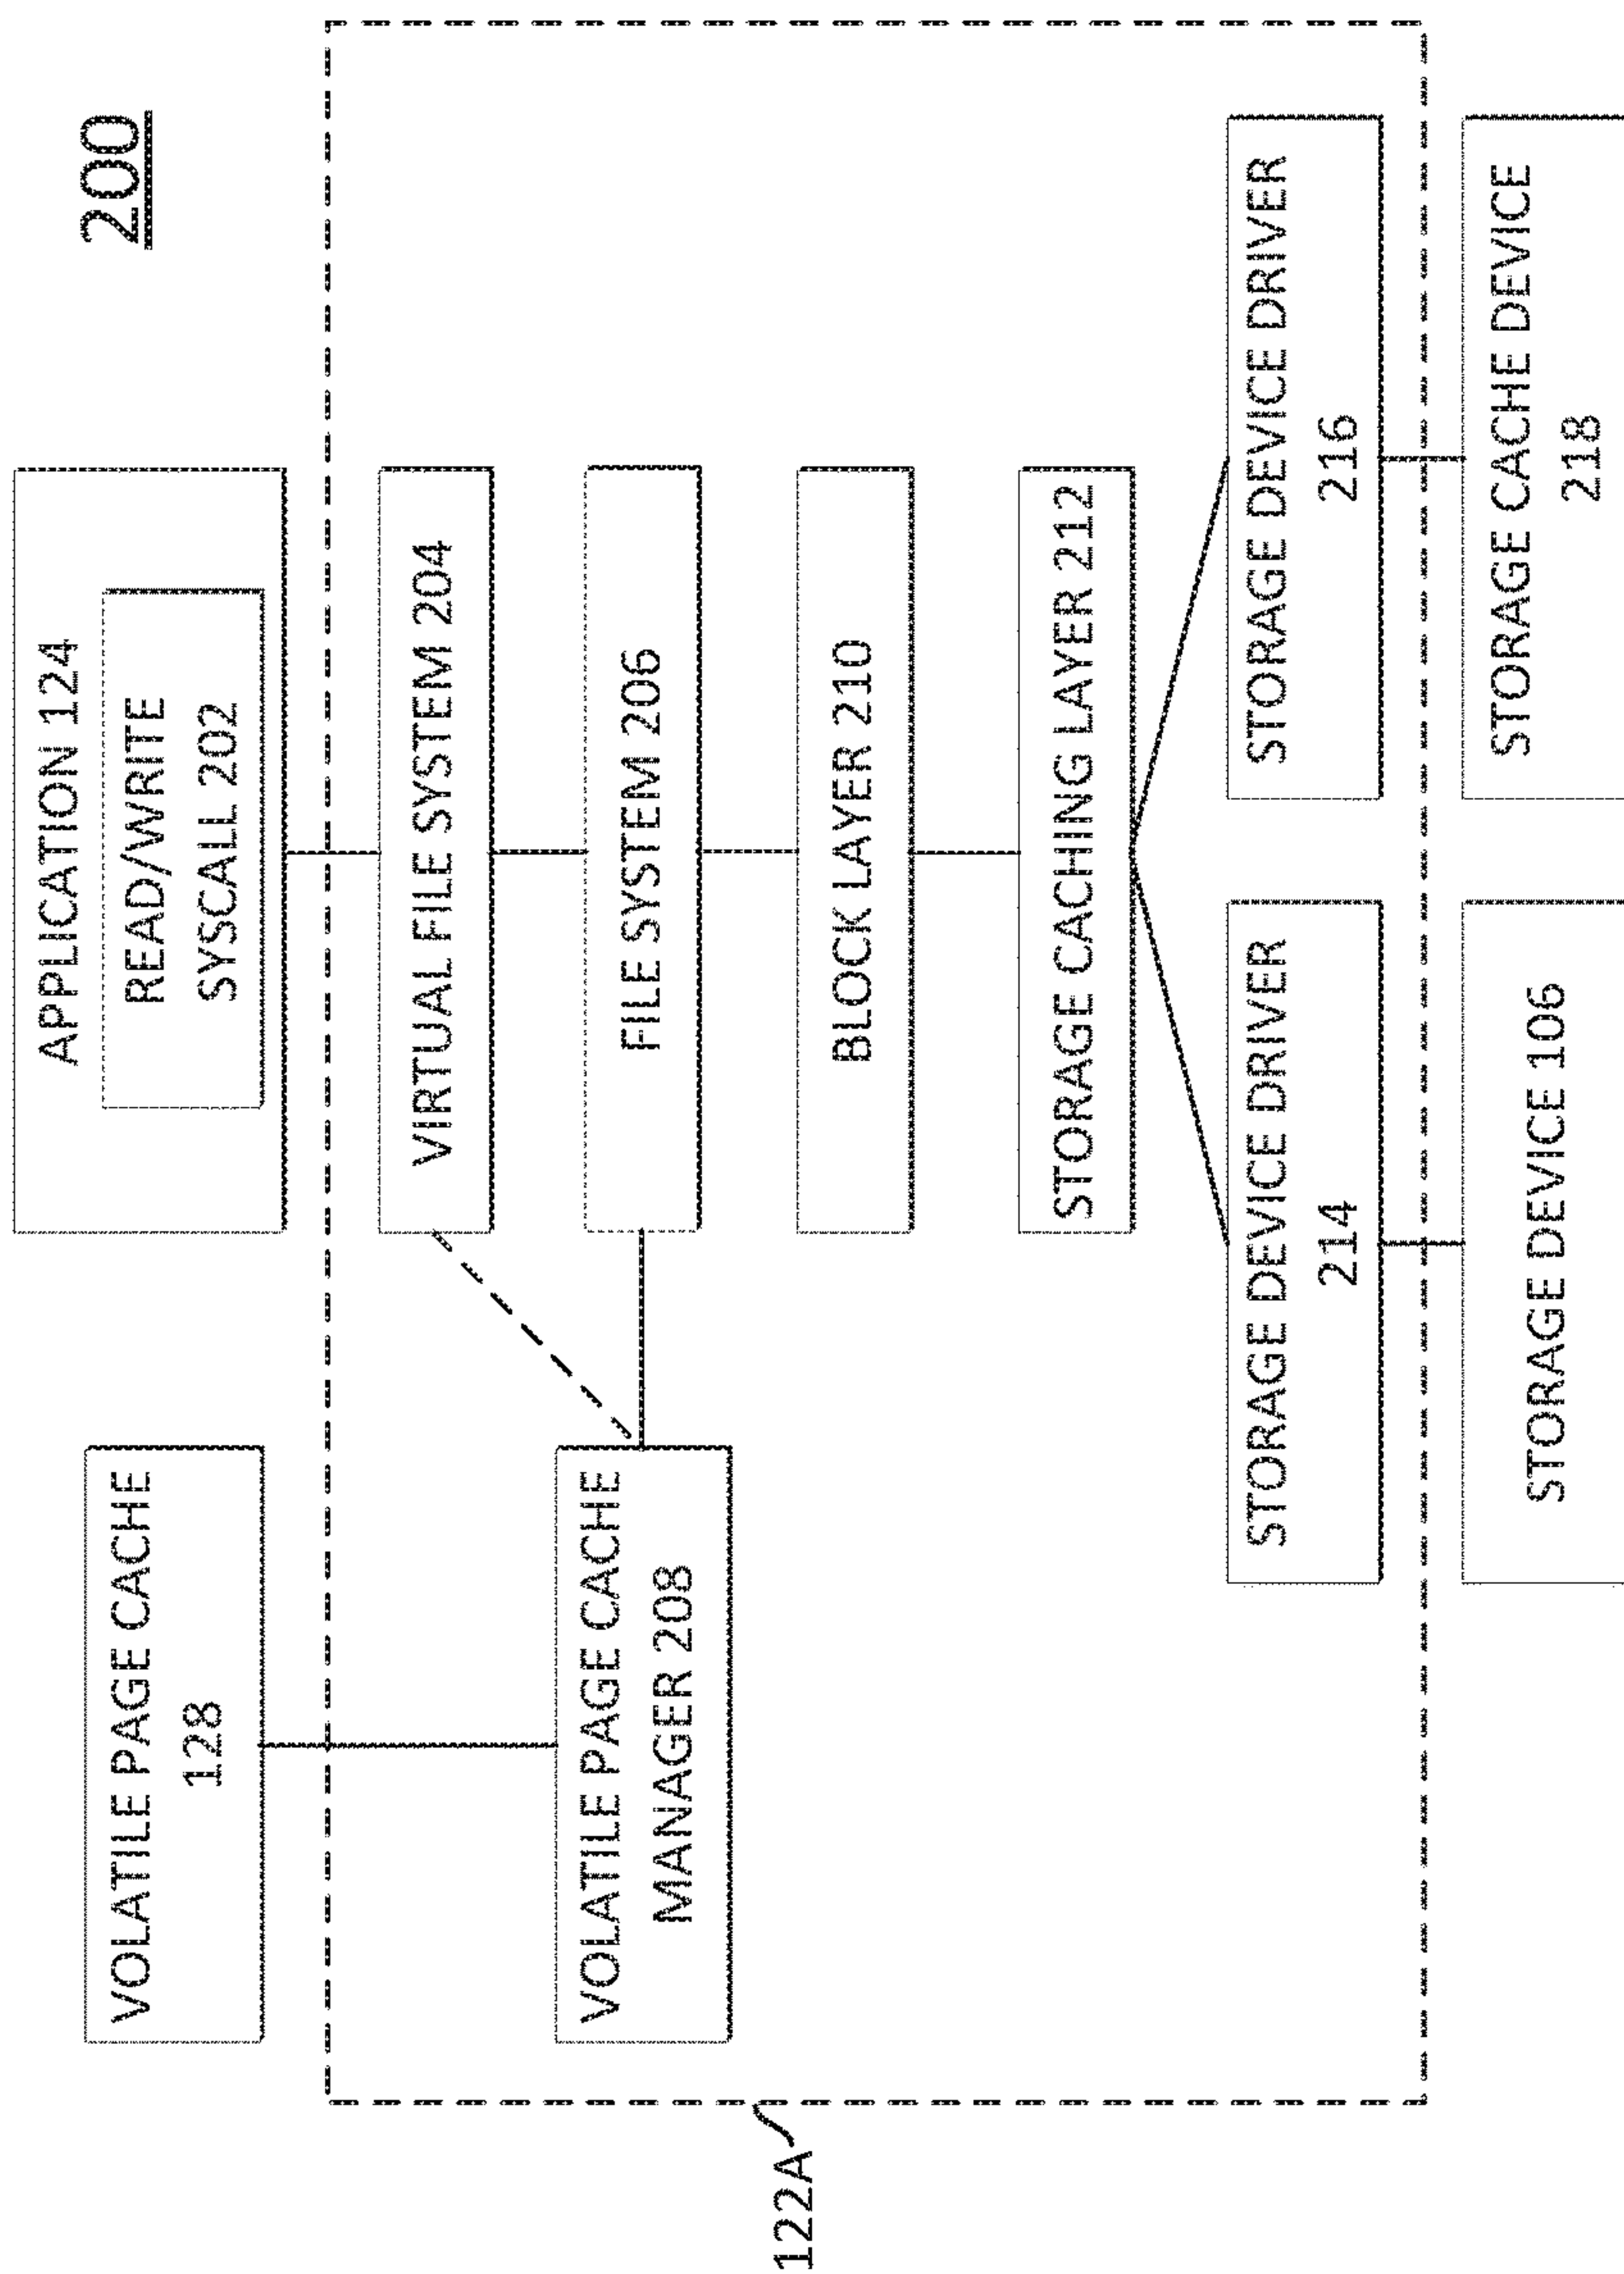 200
VOLATILE PAGE CACHE
128
APPLICATION 124
READ/WRITE
SYSCALL 202
VIRTUAL FILE SYSTEM 204
VOLATILE PAGE CACHE
MANAGER 208
FILE SYSTEM 206
122A
BLOCK LAYER 210
STORAGE CACHING LAYER 212
STORAGE DEVICE DRIVER
214
STORAGE DEVICE DRIVER
216
STORAGE DEVICE 106
STORAGE CACHE DEVICE
218